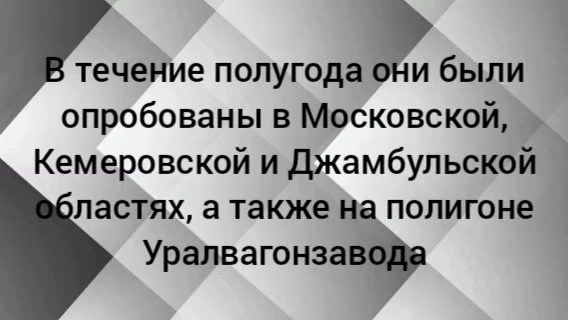 В течение полугода они были
опробованы в Московской,
Кемеровской и Джамбульской
областях, а также на полигоне
Уралвагонзавода